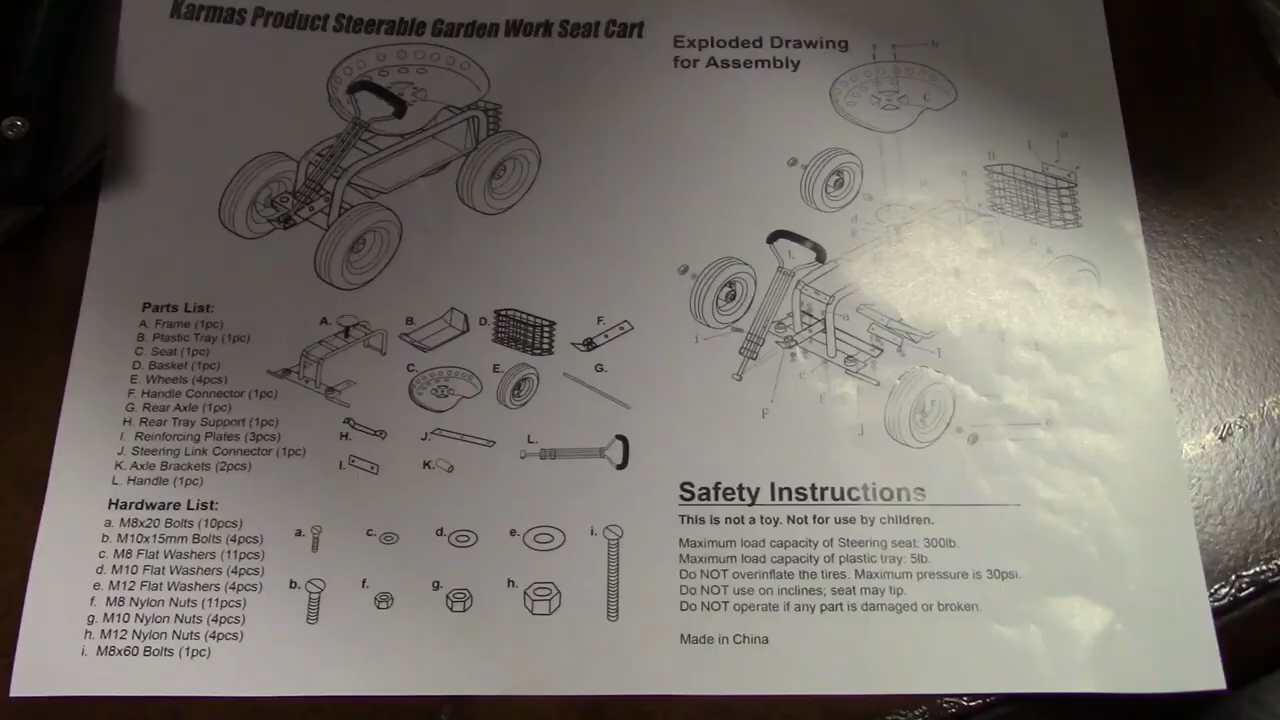 Karmas Product Steerable Garden Work Seat Cart
Exploded Drawing
for Assembly
Parts List:
A. Frame (1pc)
B. Plastic Tray (1pc)
C. Seat (1pc)
D. Basket (1pc)
E. Wheels (4pcs)
F. Handle Connector (1pc)
G. Rear Axle (1pc)
H. Rear Tray Support (1pc)
I. Reinforcing Plates (3pcs)
J. Steering Link Connector (1pc)
K. Axle Brackets (2pcs)
L. Handle (1pc)
A.
B.
D.
F.
C.
E.
G.
H.
J.
L.
I.
K.
Hardware List:
a. M8x20 Bolts (10pcs)
b. M10x15mm Bolts (4pcs)
c. M8 Flat Washers (11pcs)
d. M10 Flat Washers (4pcs)
e. M12 Flat Washers (4pcs)
f. M8 Nylon Nuts (11pcs)
g. M10 Nylon Nuts (4pcs)
h. M12 Nylon Nuts (4pcs)
i. M8x60 Bolts (1pc)
a.
c.
d.
e.
i.
b.
f.
g.
h.
b
C
a
L
i
F
J
Safety Instructions
This is not a toy. Not for use by children.
Maximum load capacity of Steering seat: 300lb.
Maximum load capacity of plastic tray: 5lb.
Do NOT overinflate the tires. Maximum pressure is 30psi.
Do NOT use on inclines; seat may tip.
Do NOT operate if any part is damaged or broken.
Made in China